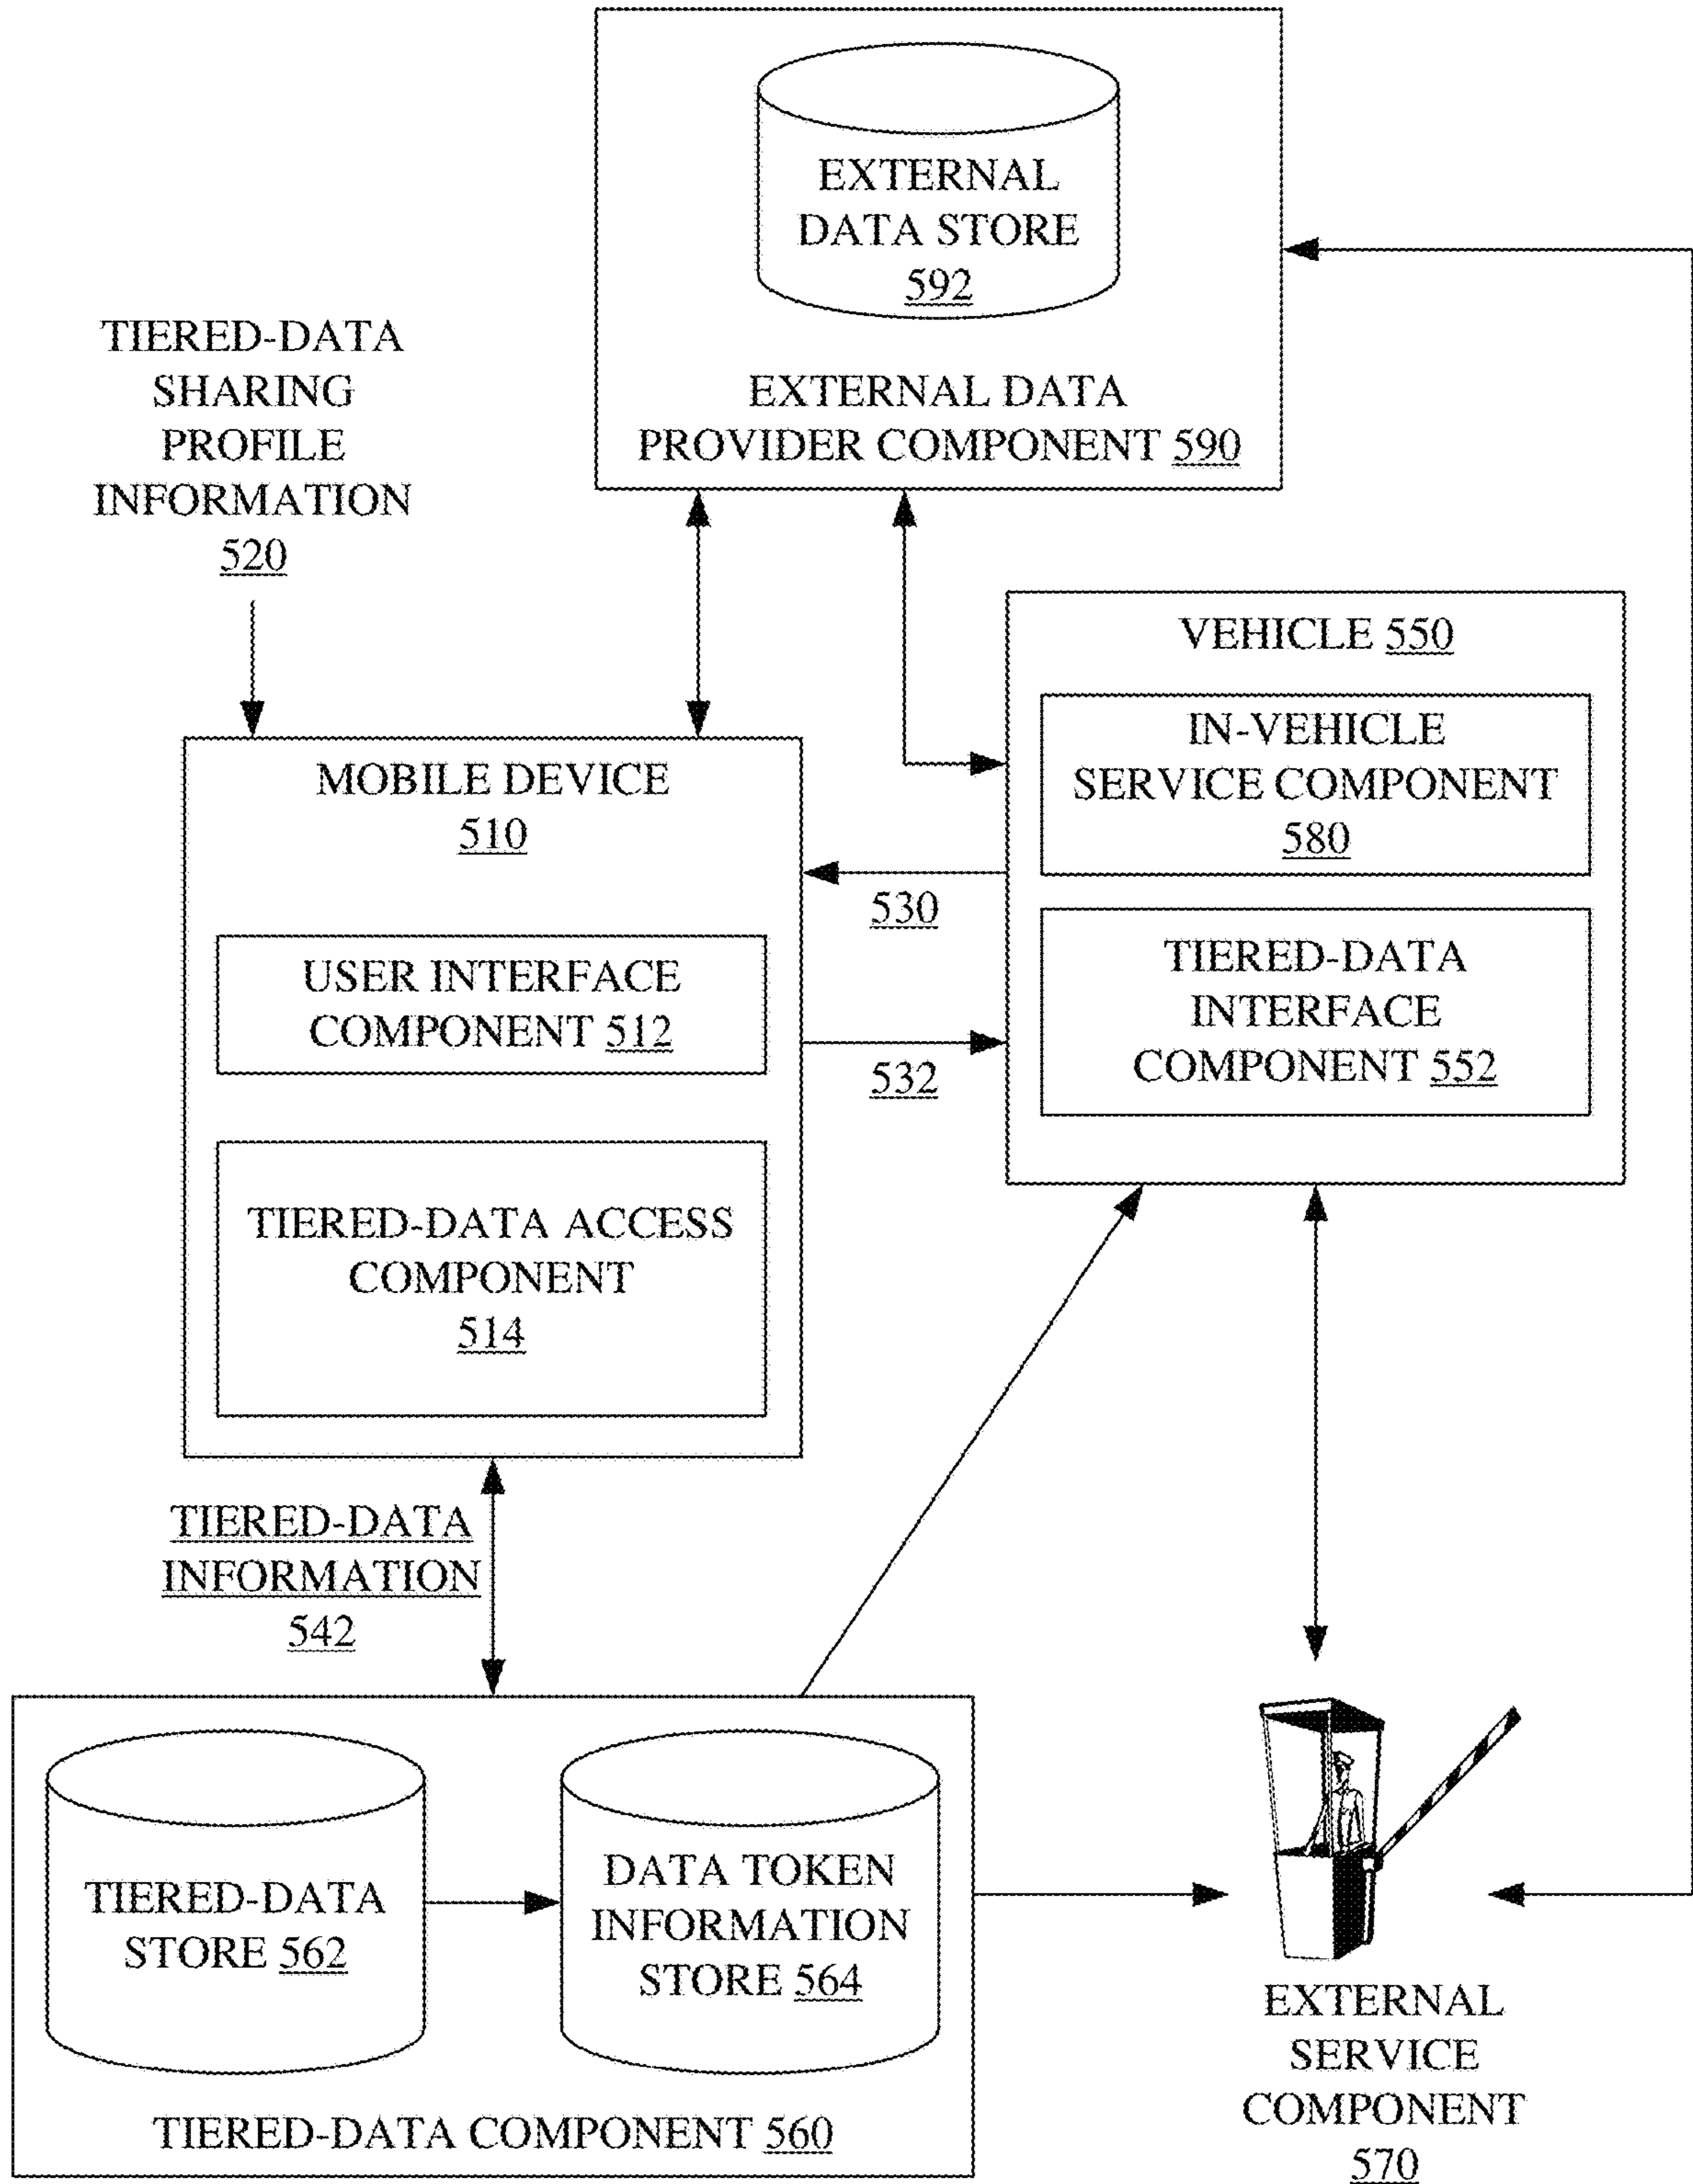 EXTERNAL
DATA STORE
592
EXTERNAL DATA
PROVIDER COMPONENT 590
TIERED-DATA
SHARING
PROFILE
INFORMATION
520
VEHICLE 550
IN-VEHICLE
SERVICE COMPONENT
580
TIERED-DATA
INTERFACE
COMPONENT 552
MOBILE DEVICE
510
USER INTERFACE
COMPONENT 512
TIERED-DATA ACCESS
COMPONENT
514
530
532
TIERED-DATA
INFORMATION
542
TIERED-DATA
STORE 562
DATA TOKEN
INFORMATION
STORE 564
TIERED-DATA COMPONENT 560
EXTERNAL
SERVICE
COMPONENT
570